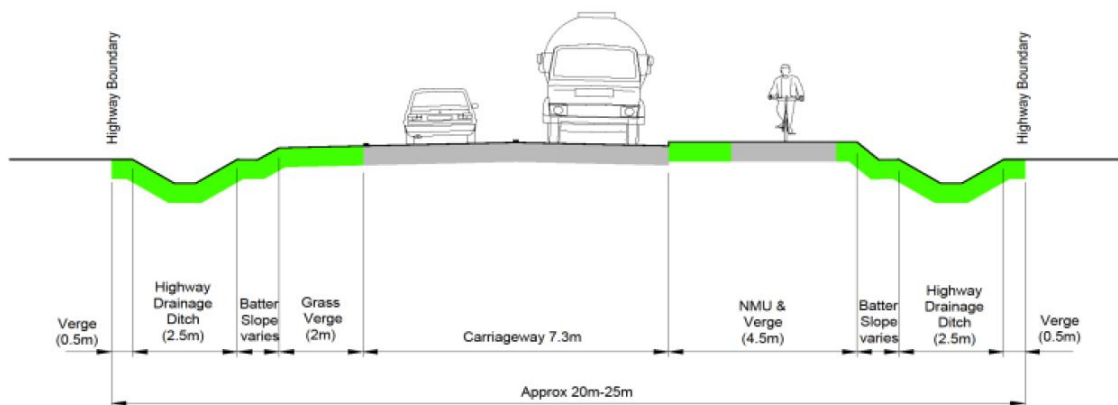 Highway Boundary
Highway Boundary
Verge
(0.5m)
Highway
Drainage
Ditch
(2.5m)
Batter
Slope
varies
Grass
Verge
(2m)
Carriageway 7.3m
NMU &
Verge
(4.5m)
Batter
Slope
varies
Highway
Drainage
Ditch
(2.5m)
Verge
(0.5m)
Approx 20m-25m